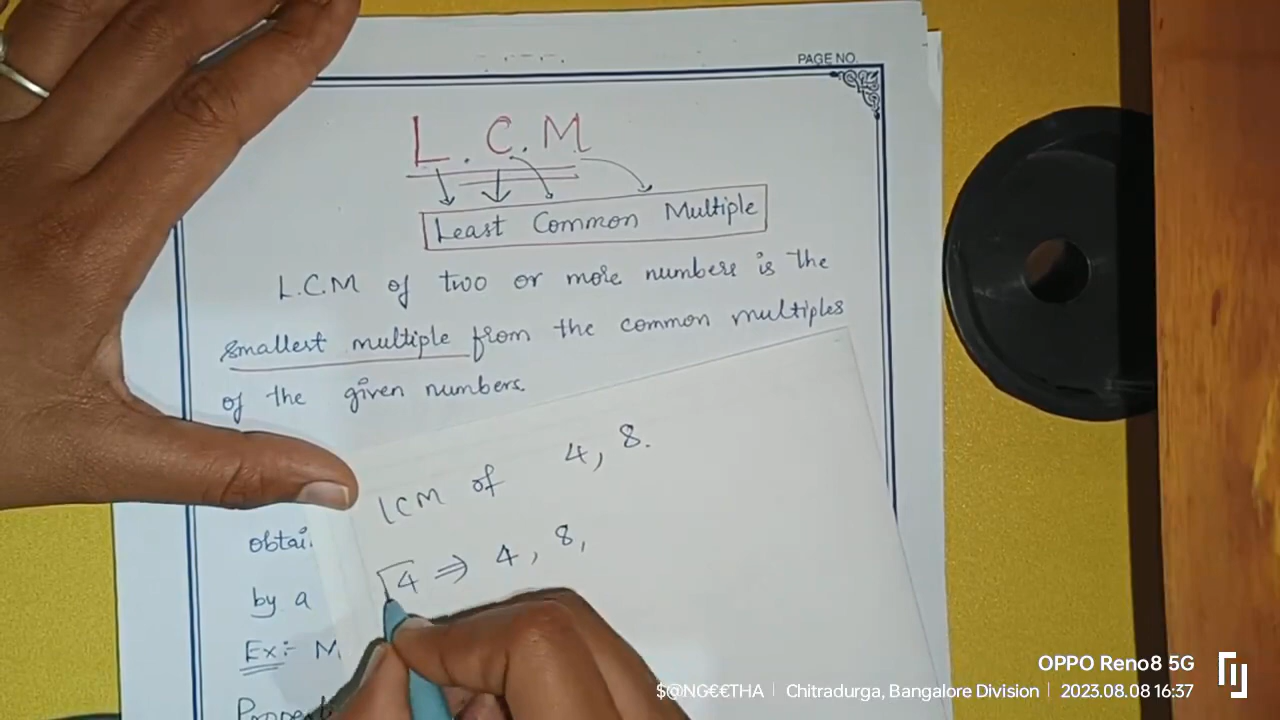 PAGE NO.
L.C.M
Least Common Multiple
L.C.M of two or more numbers is the
smallest multiple from the common multiples
of the given numbers.
LCM of 4, 8.
4 ⇒ 4, 8,
by a
Ex:- M
OPPO Reno8 5G
$@NG€€THA | Chitradurga, Bangalore Division | 2023.08.08 16:37